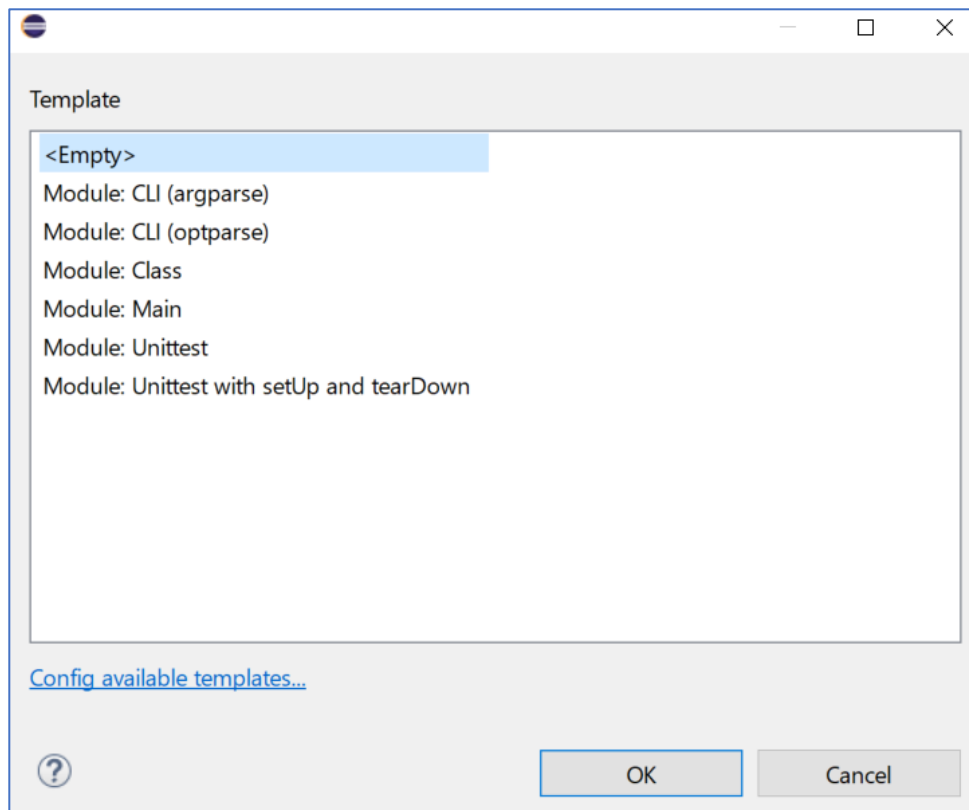 Template
<Empty>
Module: CLI (argparse)
Module: CLI (optparse)
Module: Class
Module: Main
Module: Unittest
Module: Unittest with setUp and tearDown
Config available templates...
?
OK
Cancel